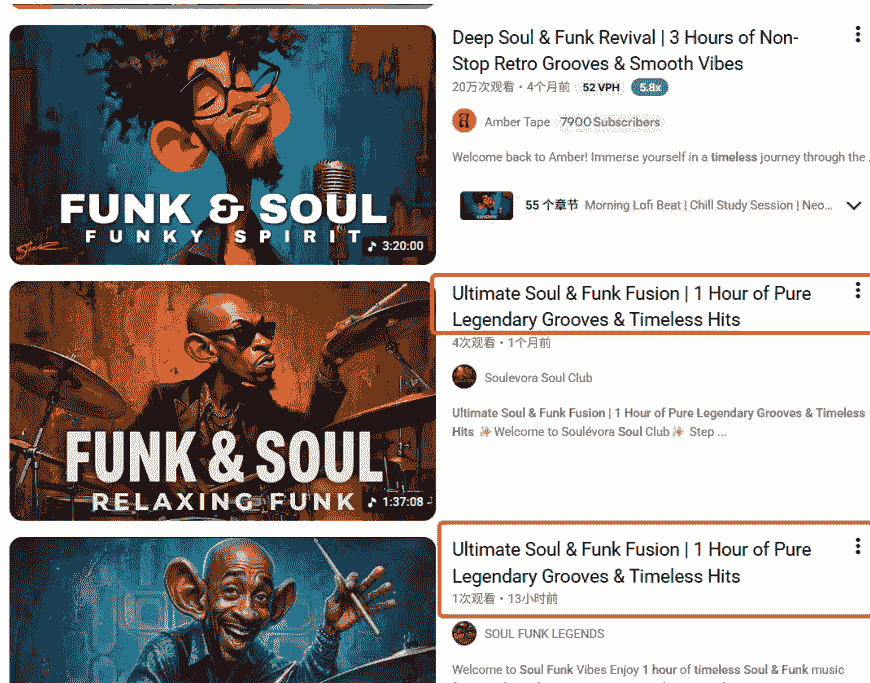 Deep Soul & Funk Revival | 3 Hours of Non-
Stop Retro Grooves & Smooth Vibes
20万次观看・4个月前 52 VPH 5.8x
Amber Tape 7900 Subscribers
Welcome back to Amber! Immerse yourself in a timeless journey through the
55 个章节 Morning Lofi Beat | Chill Study Session | Neo...
FUNK & SOUL
FUNKY SPIRIT
3:20:00
Ultimate Soul & Funk Fusion | 1 Hour of Pure
Legendary Grooves & Timeless Hits
4次观看・1个月前
Soulevora Soul Club
Ultimate Soul & Funk Fusion | 1 Hour of Pure Legendary Grooves & Timeless
Hits ✨Welcome to Soulévora Soul Club✨ Step ...
FUNK & SOUL
RELAXING FUNK
1:37:08
Ultimate Soul & Funk Fusion | 1 Hour of Pure
Legendary Grooves & Timeless Hits
1次观看・13小时前
SOUL FUNK LEGENDS
Welcome to Soul Funk Vibes Enjoy 1 hour of timeless Soul & Funk music